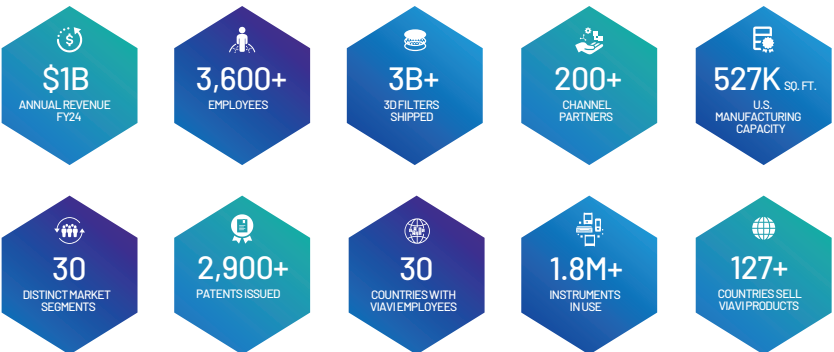 $1B
ANNUAL REVENUE
FY24
3,600+
EMPLOYEES
3B+
3D FILTERS
SHIPPED
200+
CHANNEL
PARTNERS
527K SQ. FT.
U.S.
MANUFACTURING
CAPACITY
30
DISTINCT MARKET
SEGMENTS
2,900+
PATENTS ISSUED
30
COUNTRIES WITH
VIAVI EMPLOYEES
1.8M+
INSTRUMENTS
IN USE
127+
COUNTRIES SELL
VIAVI PRODUCTS